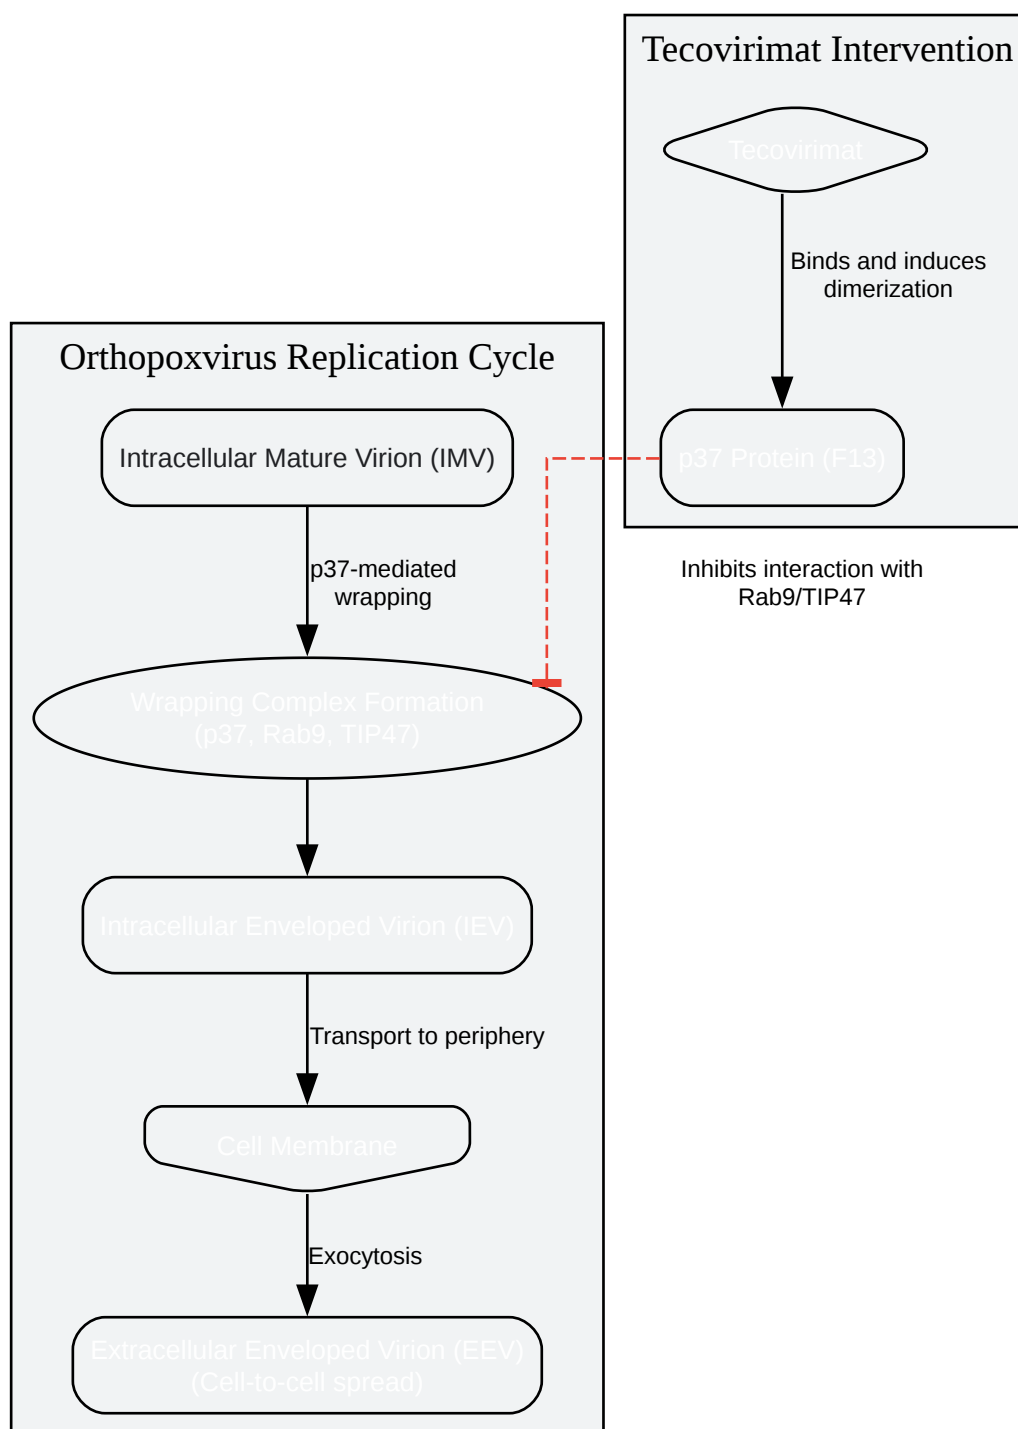 Tecovirimat Intervention
Tecovirimat
Binds and induces
dimerization
p37 Protein (F13)
Inhibits interaction with
Rab9/TIP47
Orthopoxvirus Replication Cycle
Intracellular Mature Virion (IMV)
p37-mediated
wrapping
Wrapping Complex Formation
(p37, Rab9, TIP47)
Intracellular Enveloped Virion (IEV)
Transport to periphery
Cell Membrane
Exocytosis
Extracellular Enveloped Virion (EEV)
(Cell-to-cell spread)